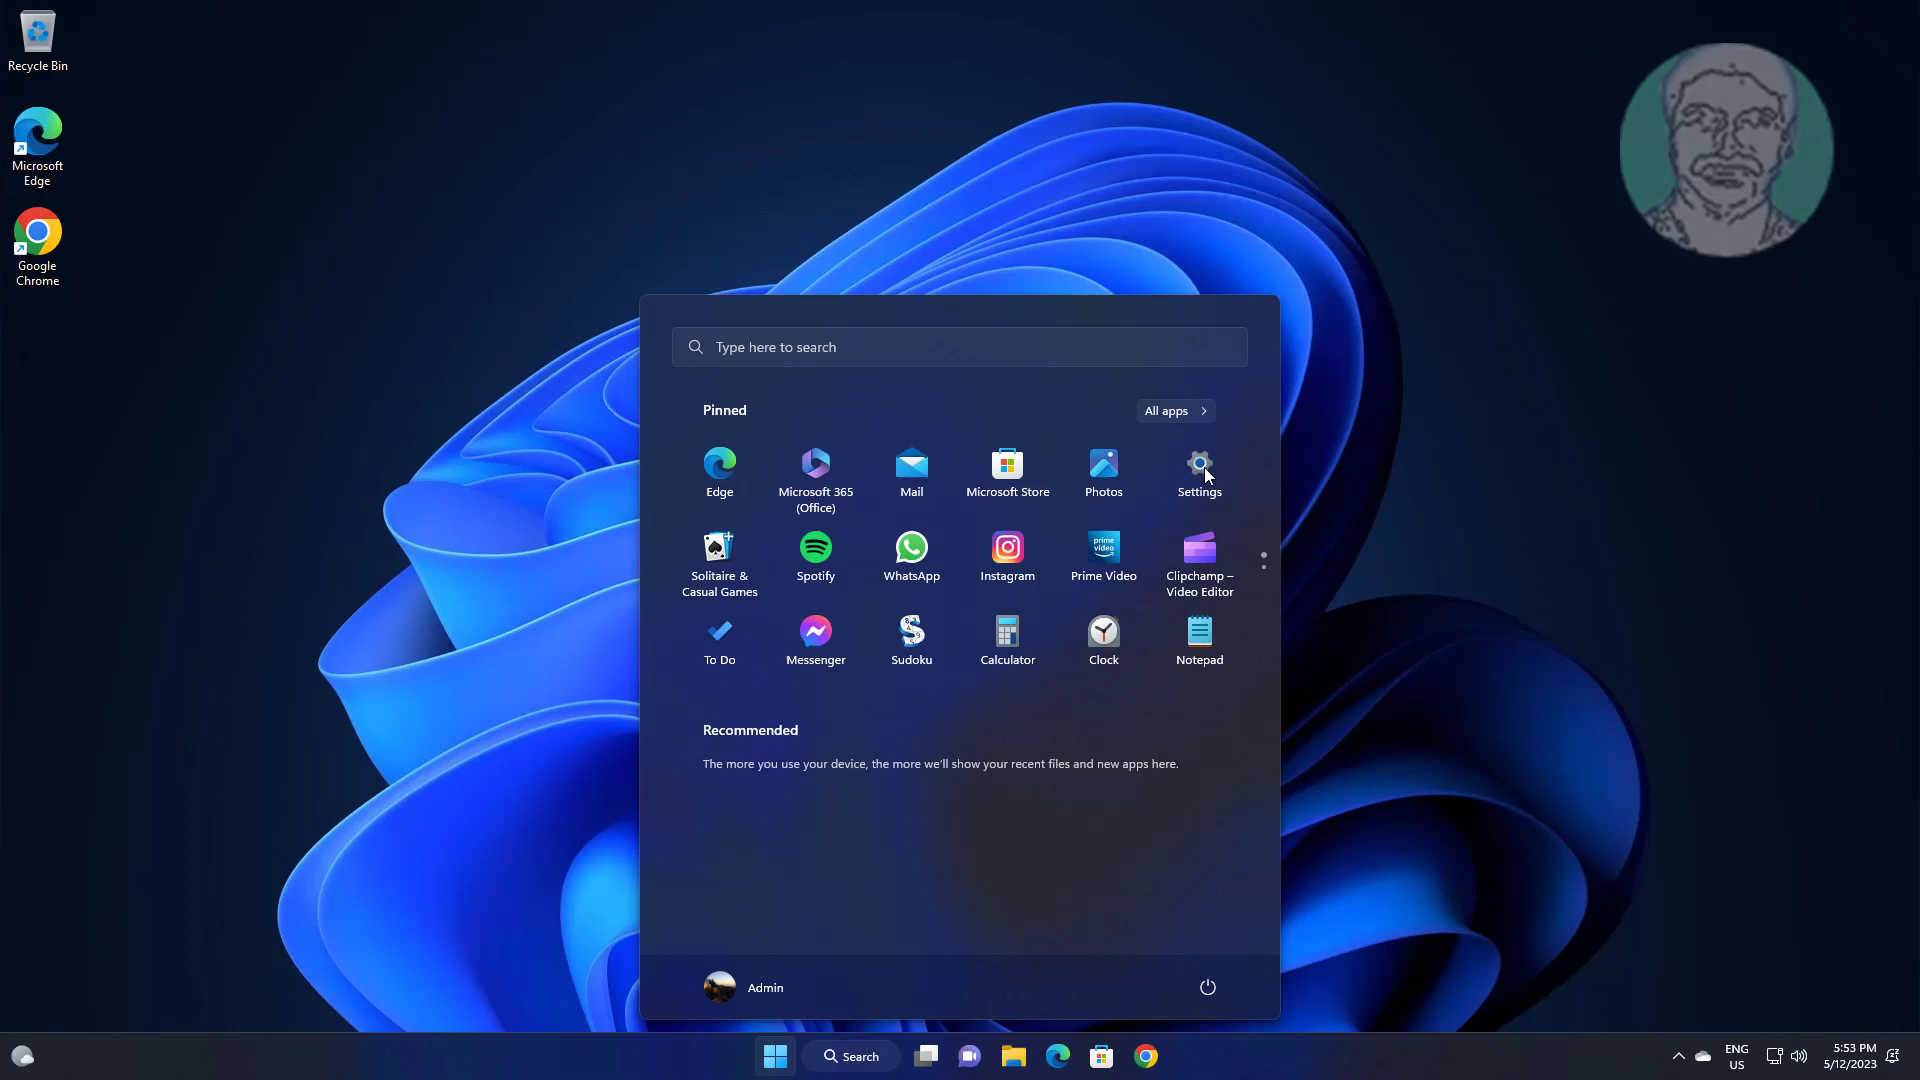 Recycle Bin
Microsoft
Edge
Google
Chrome
Type here to search
Pinned
All apps
Edge
Microsoft 365
(Office)
Mail
Microsoft Store
Photos
Settings
Solitaire &
Casual Games
Spotify
WhatsApp
Instagram
prime
video
Prime Video
Clipchamp –
Video Editor
To Do
Messenger
Sudoku
Calculator
Clock
Notepad
Recommended
The more you use your device, the more we'll show your recent files and new apps here.
Admin
Search
ENG
US
5:53 PM
5/12/2023